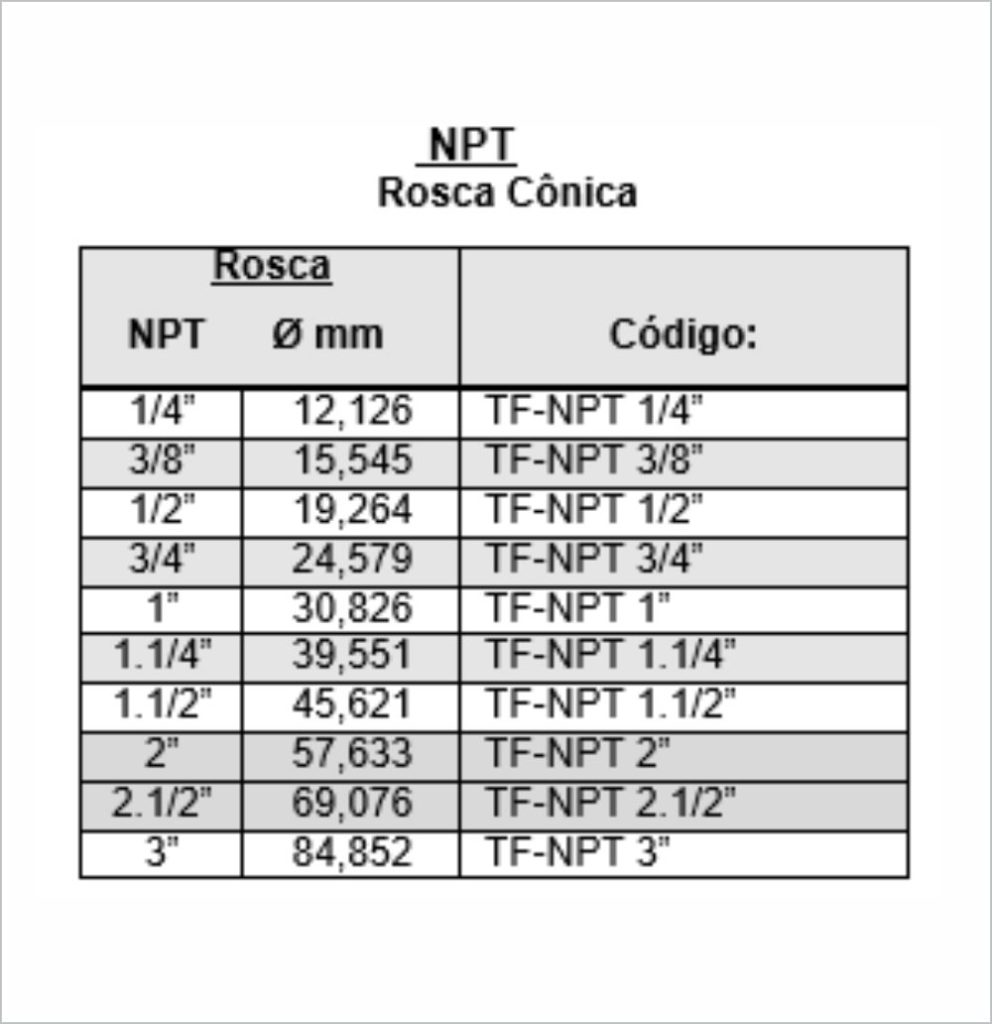 NPT
Rosca Cônica
Rosca
NPT Ø mm Código:
1/4” 12,126 TF-NPT 1/4”
3/8” 15,545 TF-NPT 3/8”
1/2” 19,264 TF-NPT 1/2”
3/4” 24,579 TF-NPT 3/4”
1” 30,826 TF-NPT 1”
1.1/4” 39,551 TF-NPT 1.1/4”
1.1/2” 45,621 TF-NPT 1.1/2”
2” 57,633 TF-NPT 2”
2.1/2” 69,076 TF-NPT 2.1/2”
3” 84,852 TF-NPT 3”